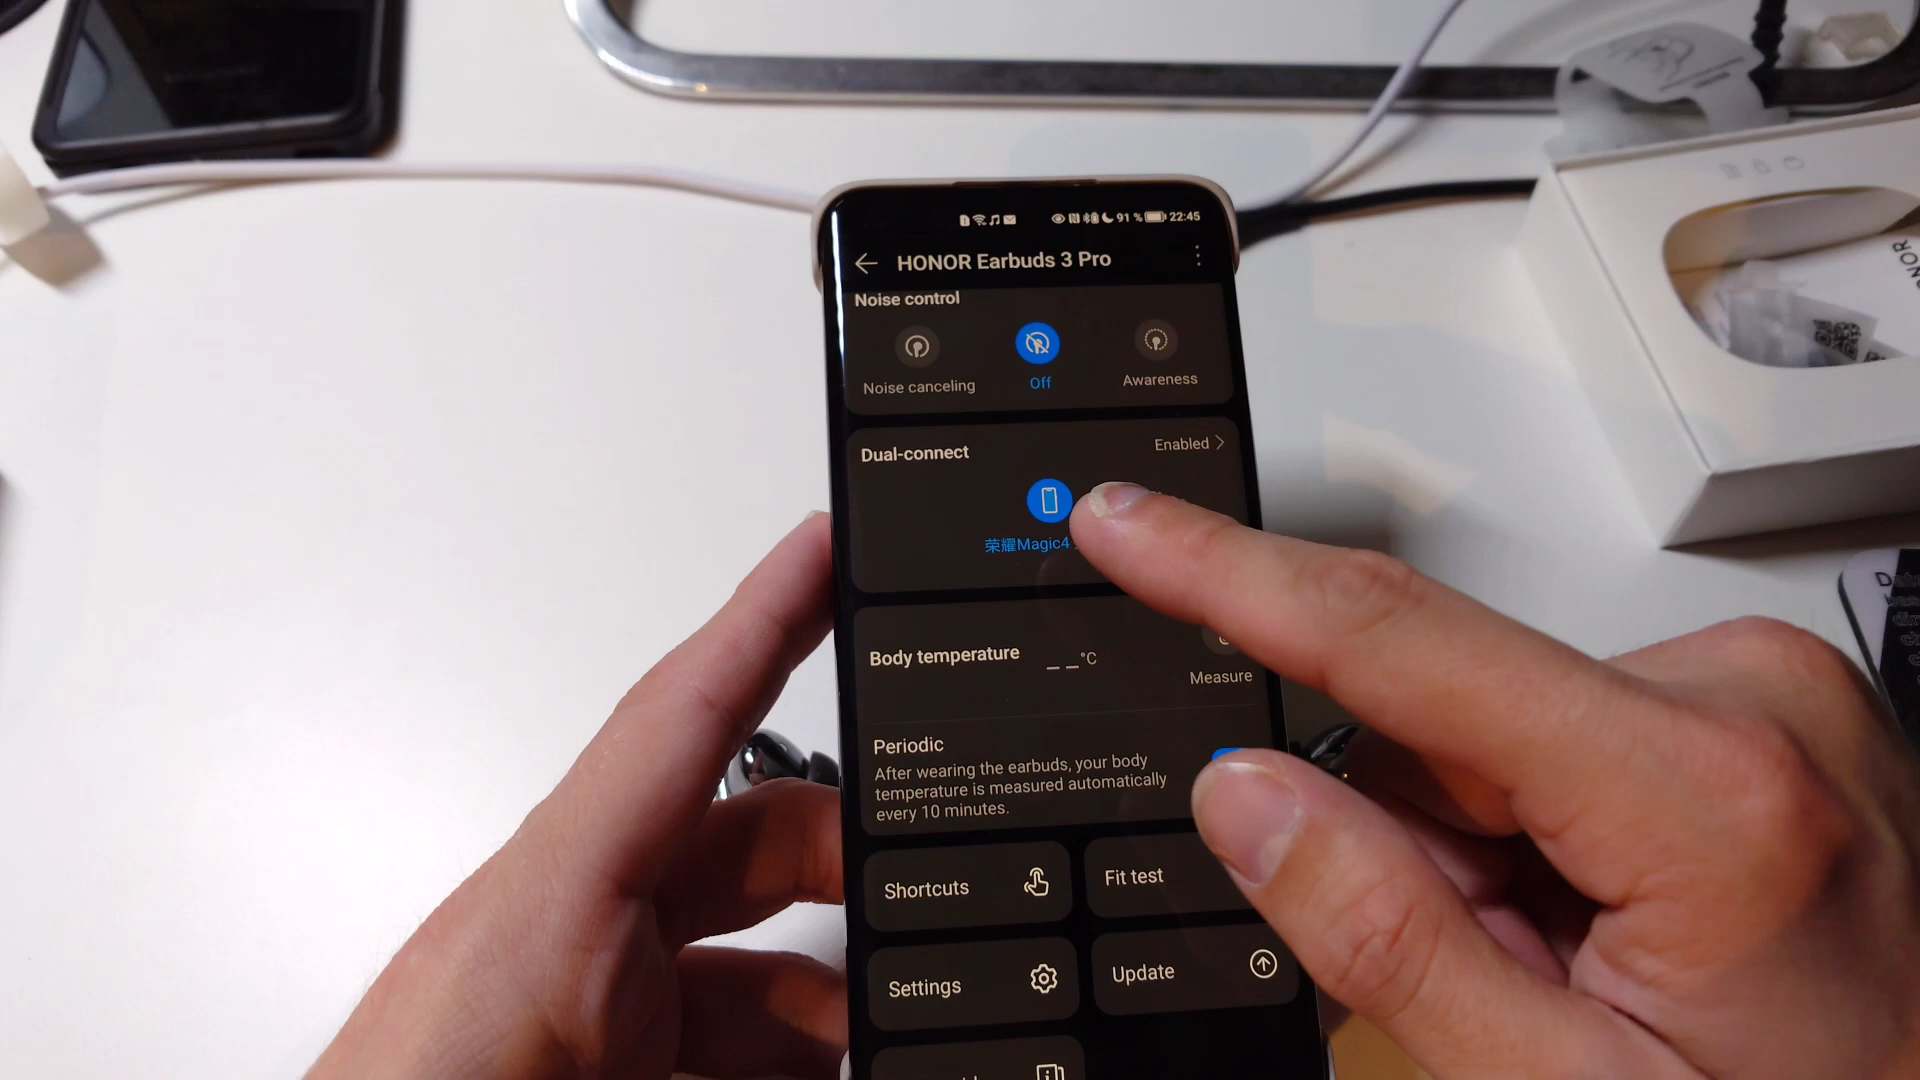 91 % 22:45
HONOR Earbuds 3 Pro
Noise control
Noise canceling
Off
Awareness
Dual-connect
Enabled
荣耀Magic4
Body temperature
_ _°C
Measure
Periodic
After wearing the earbuds, your body
temperature is measured automatically
every 10 minutes.
Shortcuts
Fit test
Settings
Update